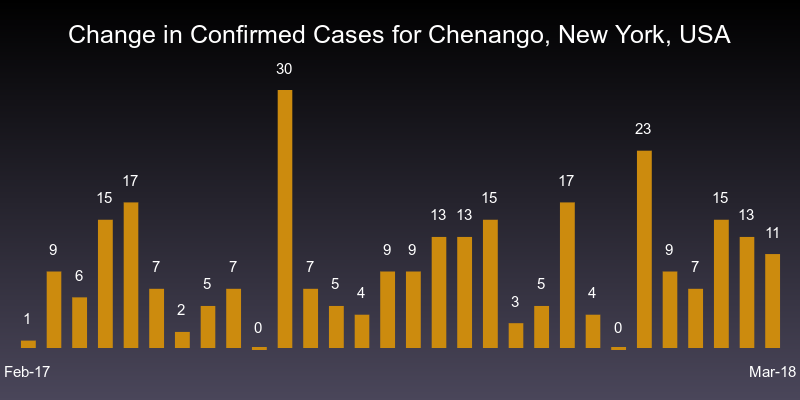 Change in Confirmed Cases for Chenango, New York, USA
1 9 6 15 17 7 2 5 7 0 30 7 5 4 9 9 13 13 15 3 5 17 4 0 23 9 7 15 13 11
Feb-17 Mar-18